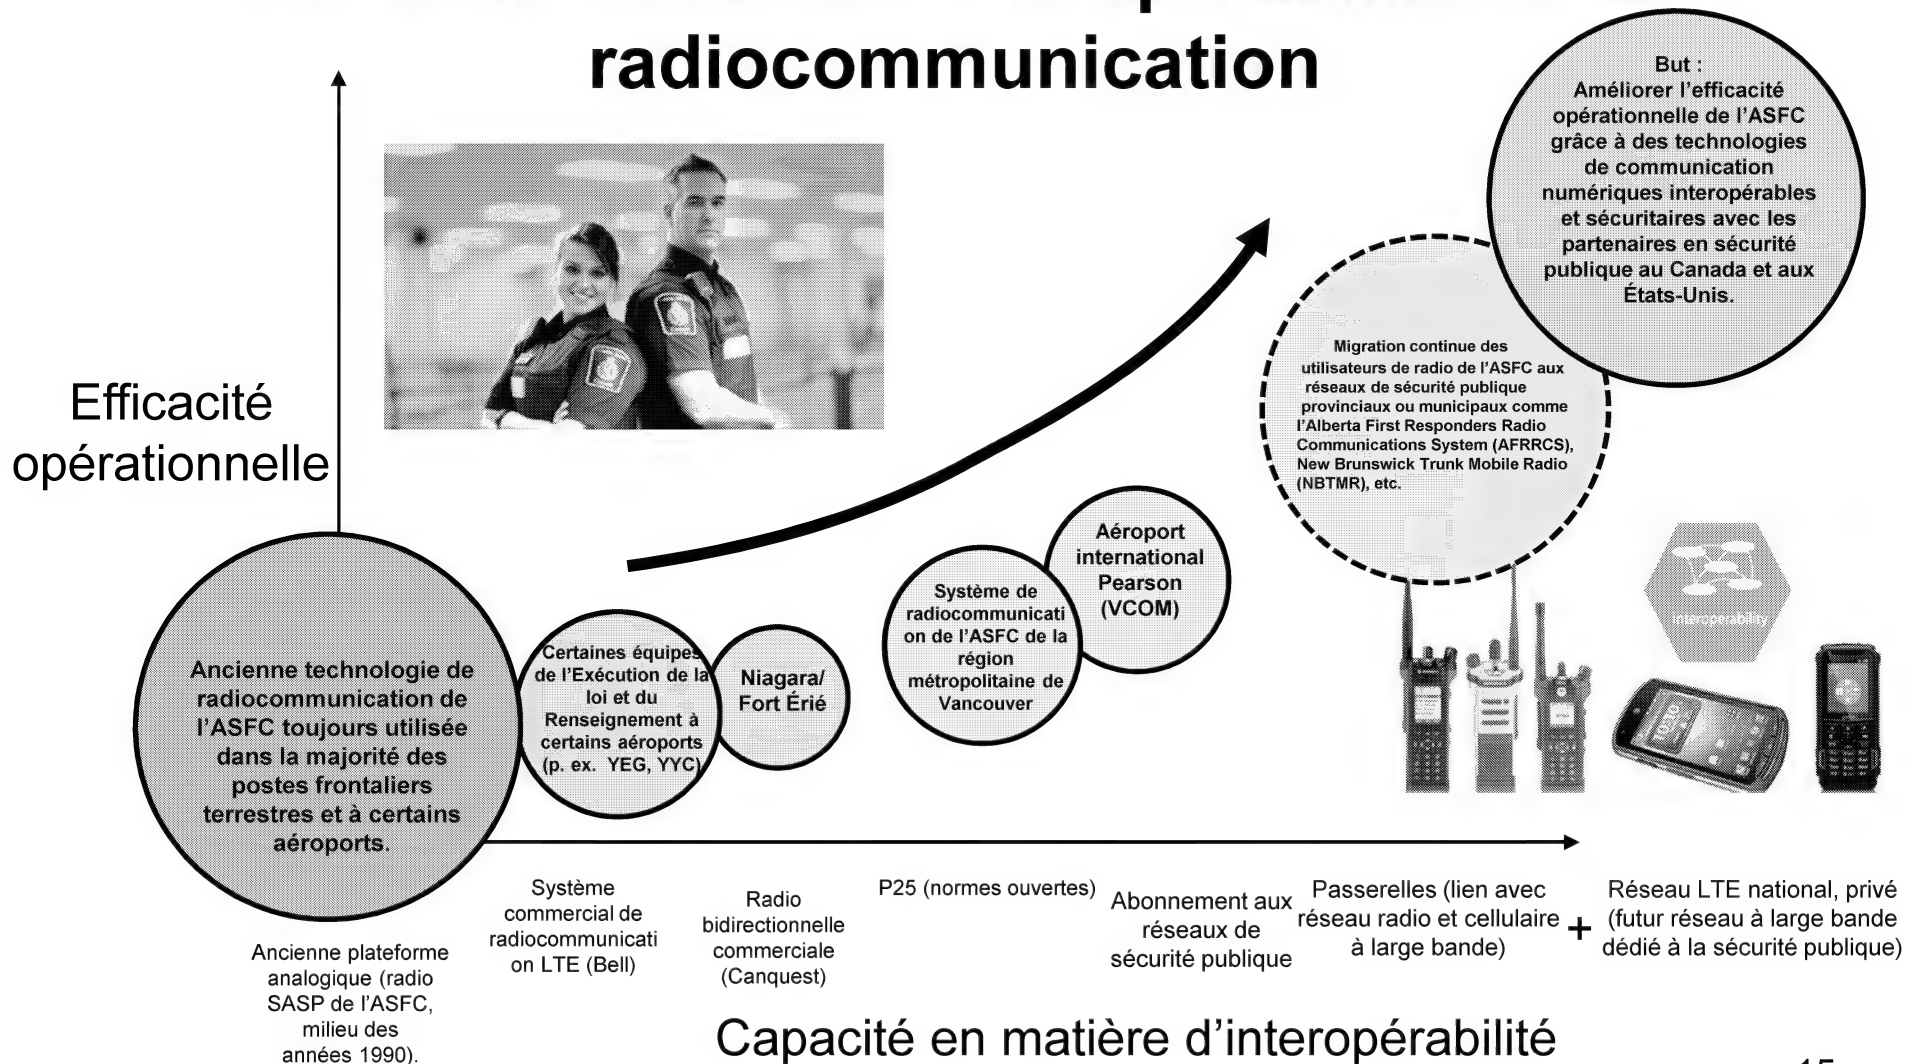 radiocommunication
But :
Améliorer l’efficacité
opérationnelle de l’ASFC
grâce à des technologies
de communication
numériques interopérables
et sécuritaires avec les
partenaires en sécurité
publique au Canada et aux
États-Unis.
Migration continue des
utilisateurs de radio de l’ASFC aux
réseaux de sécurité publique
provinciaux ou municipaux comme
l’Alberta First Responders Radio
Communications System (AFRRCS),
New Brunswick Trunk Mobile Radio
(NBTMR), etc.
Efficacité
opérationnelle
Aéroport
international
Pearson
(VCOM)
Système de
radiocommunicati
on de l’ASFC de la
région
métropolitaine de
Vancouver
Niagara/
Fort Érié
Certaines équipes
de l’Exécution de la
loi et du
Renseignement à
certains aéroports
(p. ex. YEG, YYC)
Ancienne technologie de
radiocommunication de
l’ASFC toujours utilisée
dans la majorité des
postes frontaliers
terrestres et à certains
aéroports.
interoperability
Ancienne plateforme
analogique (radio
SASP de l’ASFC,
milieu des
années 1990).
Système
commercial de
radiocommunicati
on LTE (Bell)
Radio
bidirectionnelle
commerciale
(Canquest)
P25 (normes ouvertes)
Abonnement aux
réseaux de
sécurité publique
Passerelles (lien avec
réseau radio et cellulaire
à large bande)
+
Réseau LTE national, privé
(futur réseau à large bande
dédié à la sécurité publique)
Capacité en matière d’interopérabilité